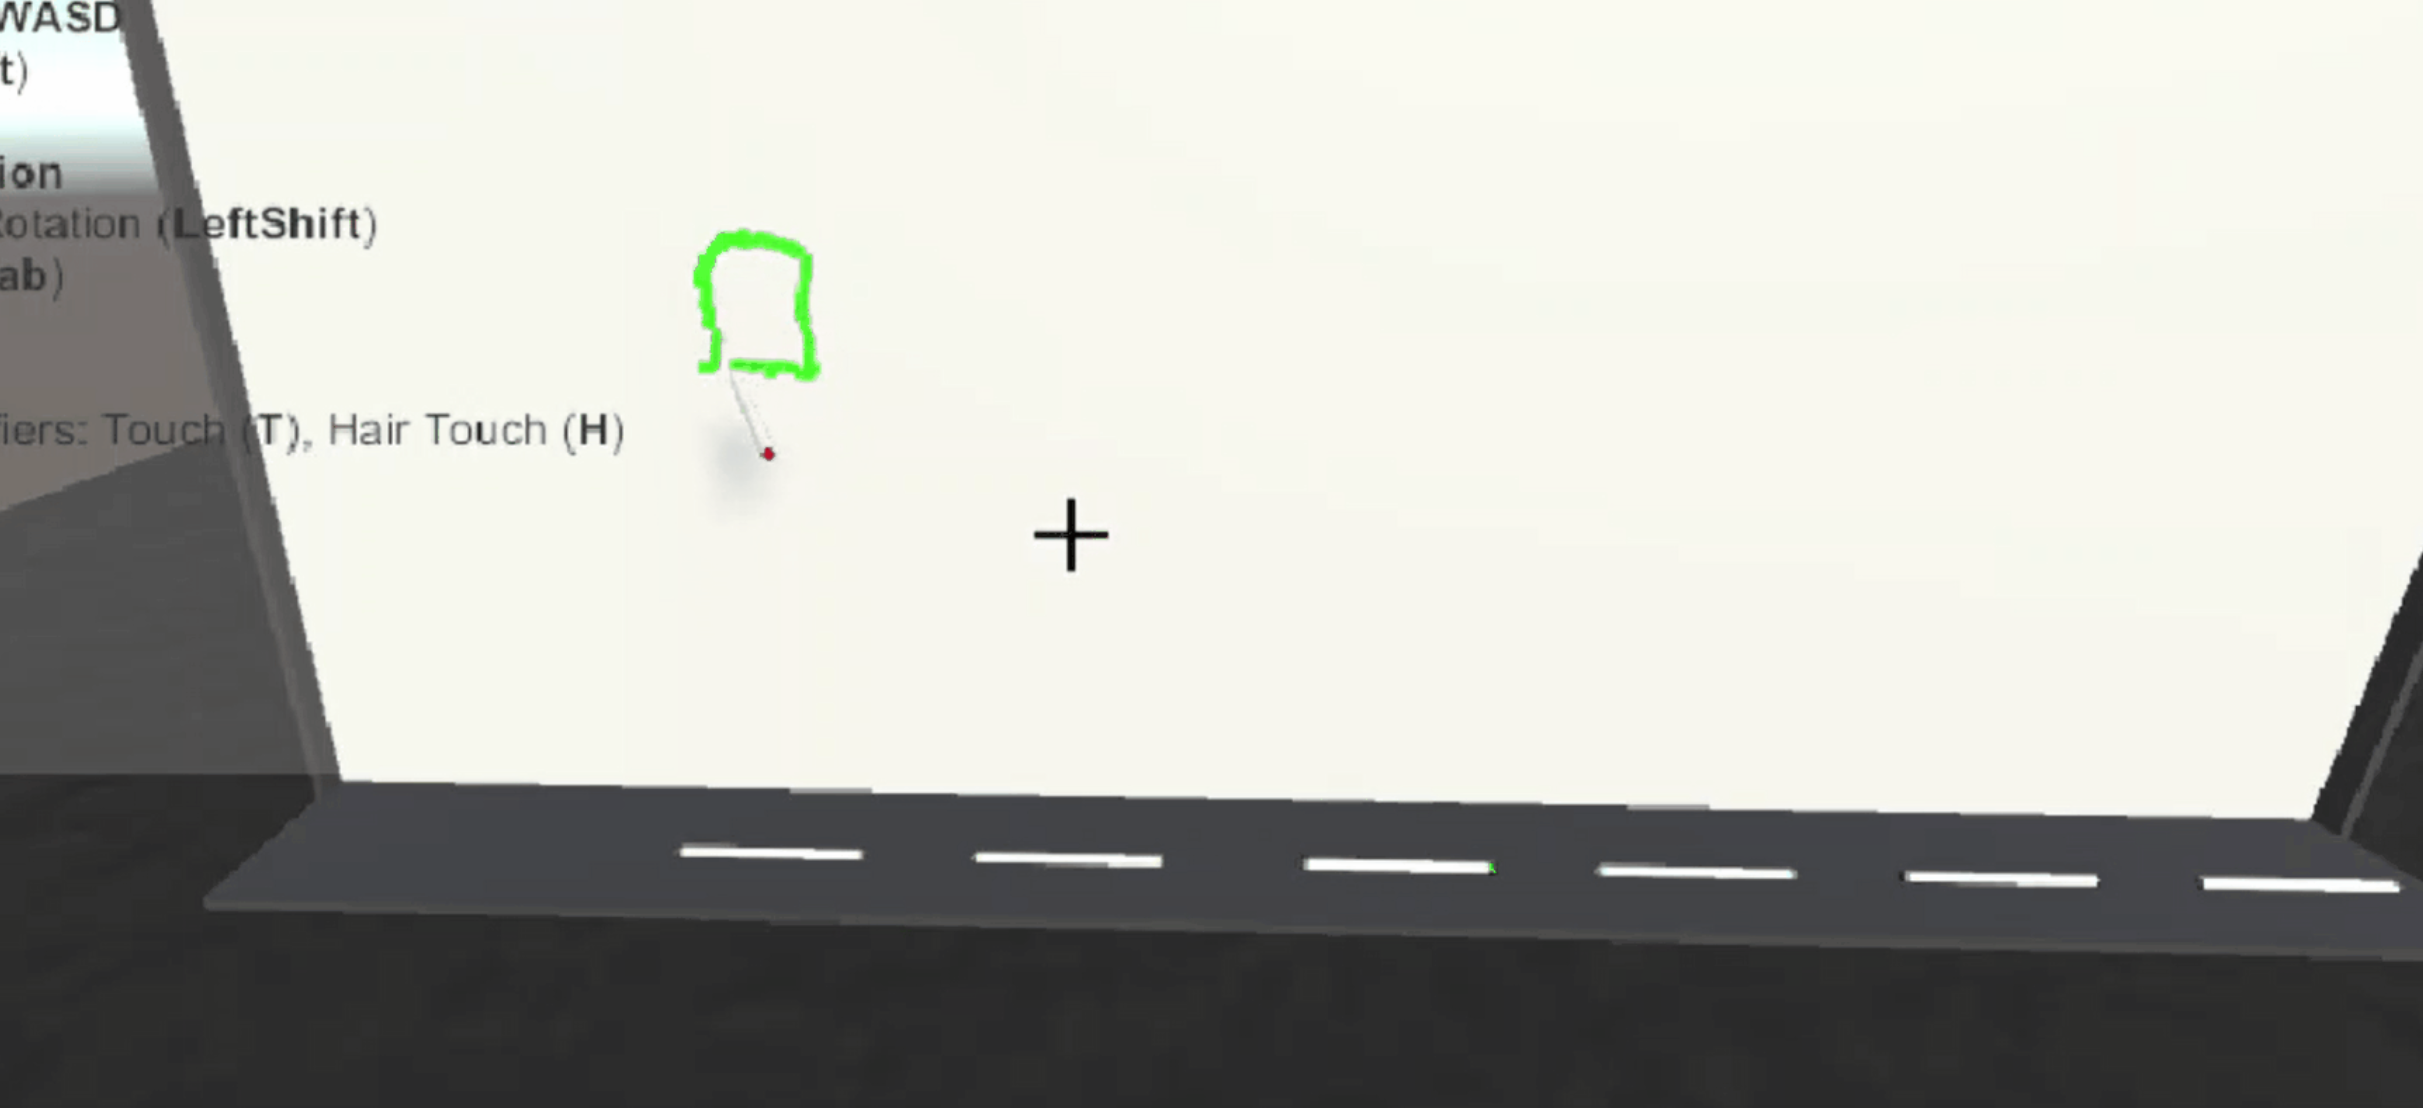 WASD
t)
ion
Rotation (LeftShift)
ab)
fiers: Touch (T), Hair Touch (H)